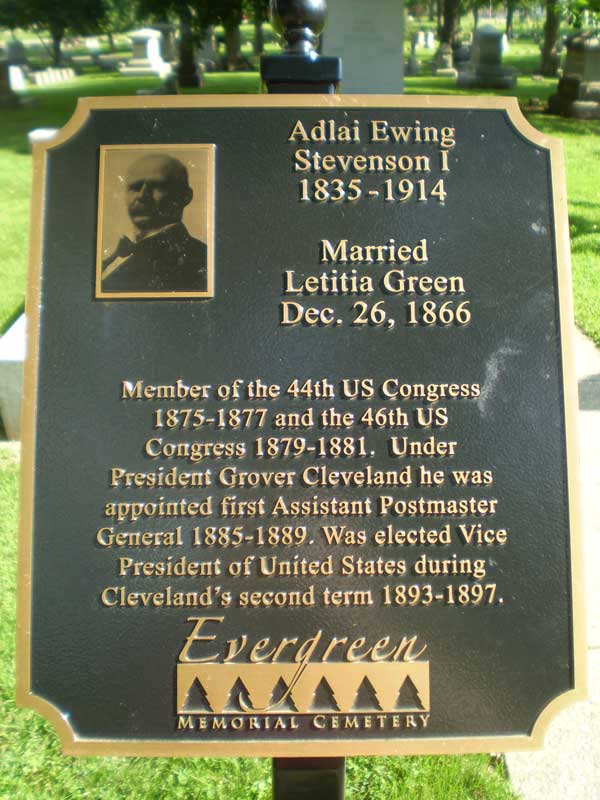 Adlai Ewing
Stevenson I
1835-1914
Married
Letitia Green
Dec. 26, 1866
Member of the 44th US Congress
1875-1877 and the 46th US
Congress 1879-1881. Under
President Grover Cleveland he was
appointed first Assistant Postmaster
General 1885-1889. Was elected Vice
President of United States during
Cleveland's second term 1893-1897.
Evergreen
Memorial Cemetery